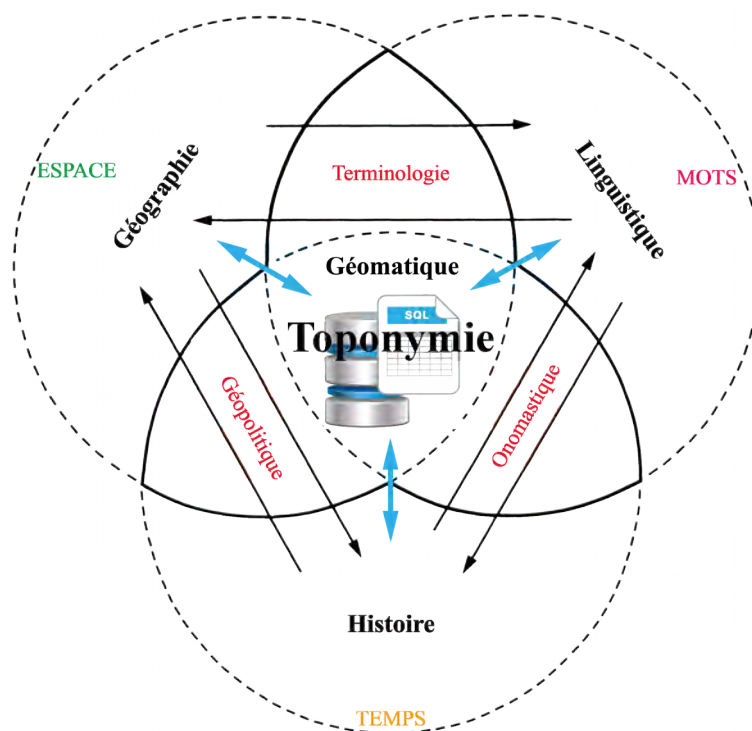 ESPACE
Géographie
Terminologie
Linguistique
MOTS
Géomatique
SQL
Toponymie
Géopolitique
Onomastique
Histoire
TEMPS